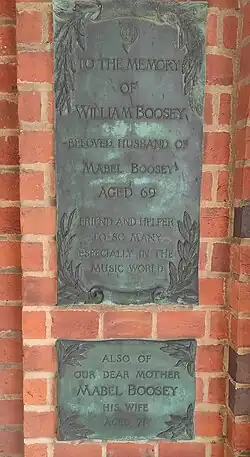 TO THE MEMORY
OF
WILLIAM BOOSEY,
BELOVED HUSBAND OF
MABEL BOOSEY
AGED 69
FRIEND AND HELPER
TO SO MANY
ESPECIALLY IN THE
MUSIC WORLD
ALSO OF
OUR DEAR MOTHER
MABEL BOOSEY
HIS WIFE
AGED 71